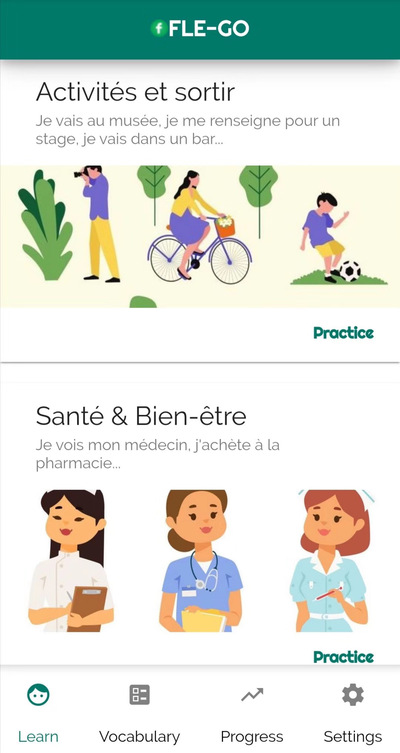 FLE-GO
Activités et sortir
Je vais au musée, je me renseigne pour un
stage, je vais dans un bar...
Practice
Santé & Bien-être
Je vois mon médecin, j'achète à la
pharmacie...
Practice
Learn Vocabulary Progress Settings